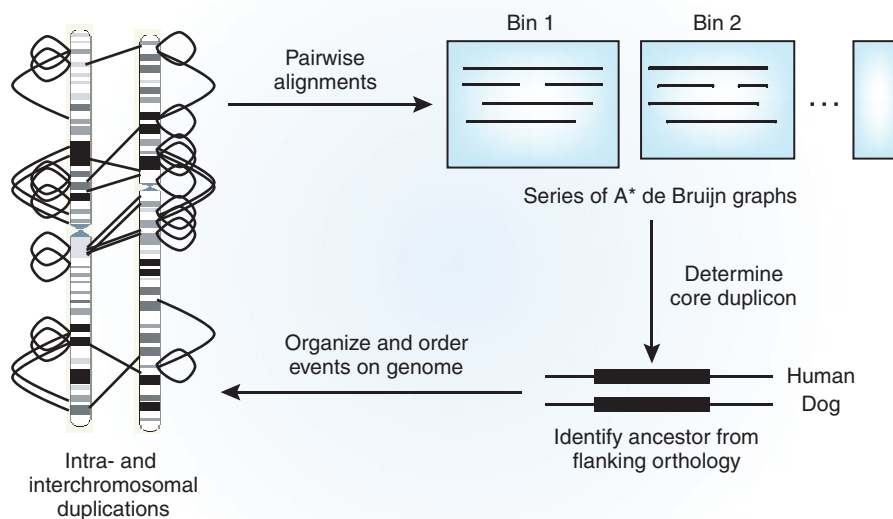 Bin 1
Bin 2
Pairwise
alignments
...
Series of A* de Bruijn graphs
Determine
core duplicon
Organize and order
events on genome
Human
Dog
Identify ancestor from
flanking orthology
Intra- and
interchromosomal
duplications